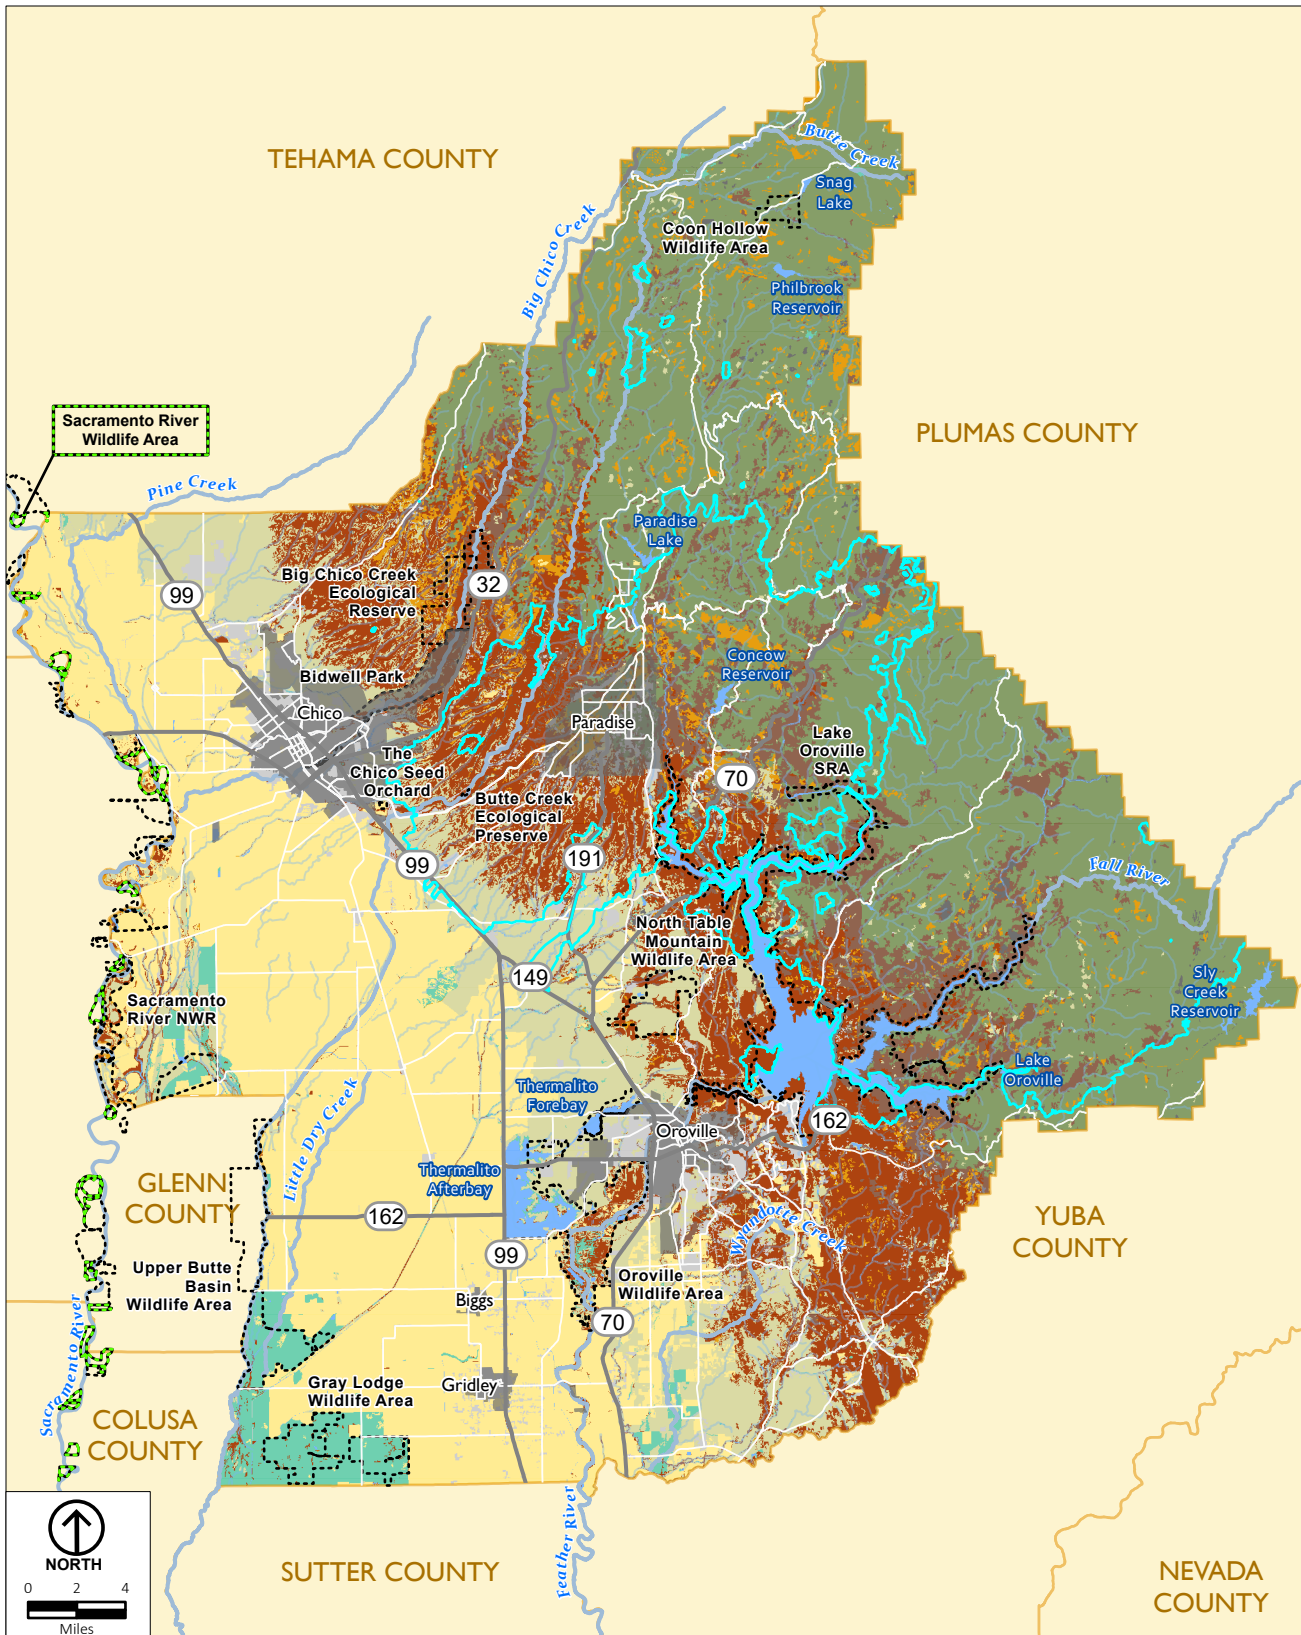 TEHAMA COUNTY
Butte Creek
Snag
Lake
Coon Hollow
Wildlife Area
Big Chico Creek
Philbrook
Reservoir
Sacramento River
Wildlife Area
PLUMAS COUNTY
Pine Creek
Paradise
Lake
Big Chico Creek
Ecological
Reserve
32
99
Bidwell Park
Concow
Reservoir
Chico
Paradise
The
Chico Seed
Orchard
Lake
Oroville
SRA
70
Butte Creek
Ecological
Preserve
191
99
Fall River
North Table
Mountain
Wildlife Area
149
Sacramento
River NWR
Sly
Creek
Reservoir
Lake
Oroville
Thermalito
Forebay
Little Dry Creek
Oroville
162
Thermalito
Afterbay
GLENN
COUNTY
162
Wyandotte Creek
YUBA
COUNTY
99
Upper Butte
Basin
Wildlife Area
Oroville
Wildlife Area
Biggs
70
Sacramento River
Gray Lodge
Wildlife Area
Gridley
COLUSA
COUNTY
Feather River
NORTH
0 2 4
Miles
SUTTER COUNTY
NEVADA
COUNTY